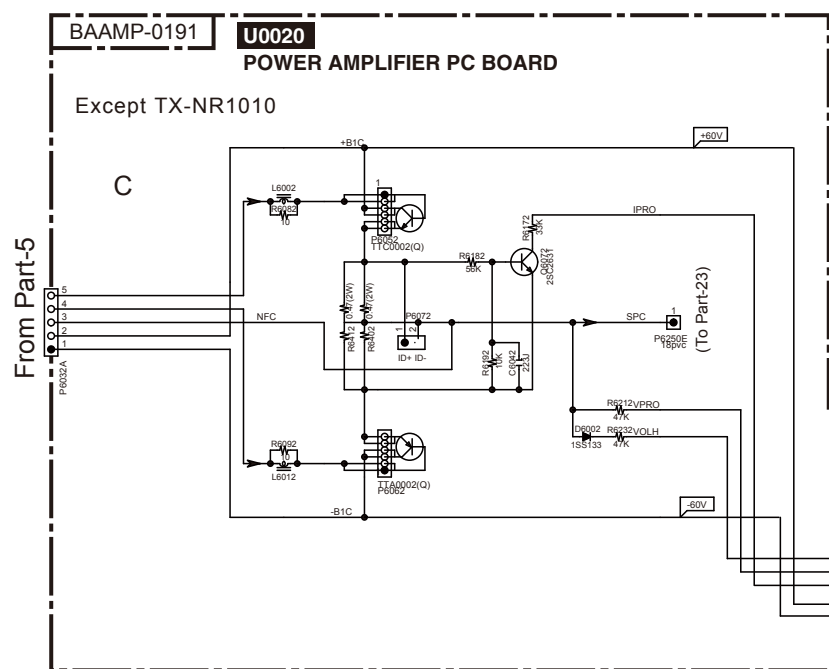 BAAMP-0191
U0020
POWER AMPLIFIER PC BOARD
Except TX-NR1010
+60V
+B1C
C
L6002
R6082
10
1
P6052
TTC0002(Q)
R6172
33K
IPRO
R6182
56K
Q6072
2SC2631
From Part-5
5
4
3
2
1
P6032A
NFC
0.47(2W)
0.47(2W)
R6412
R6402
P6072
1
2
ID+ ID-
R6192
10K
C6042
223J
SPC
1
P6250E
18pvc
(To Part-23)
R6212
VPRO
47K
D6002
1SS133
R6232
VOLH
47K
R6092
10
L6012
TTA0002(Q)
P6062
-B1C
-60V